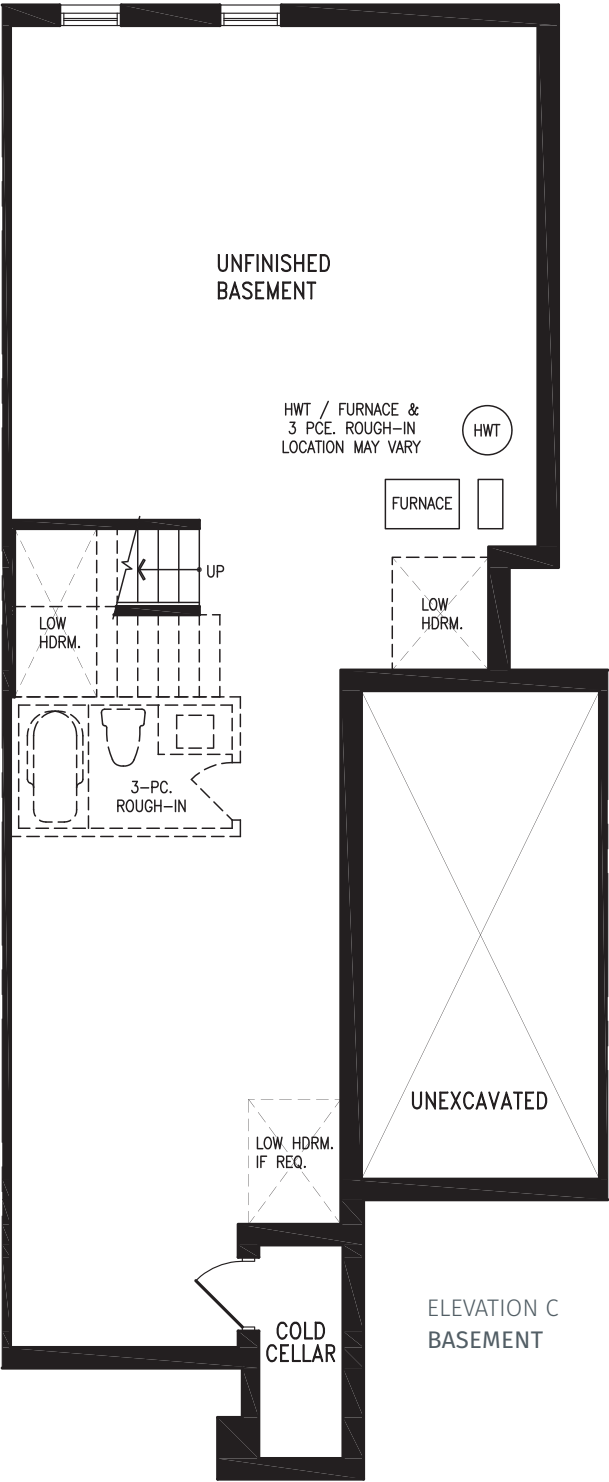 UNFINISHED
BASEMENT
HWT / FURNACE &
3 PCE. ROUGH-IN
LOCATION MAY VARY
HWT
FURNACE
UP
LOW
HDRM.
LOW
HDRM.
3-PC.
ROUGH-IN
UNEXCAVATED
LOW HDRM.
IF REQ.
COLD
CELLAR
ELEVATION C
BASEMENT